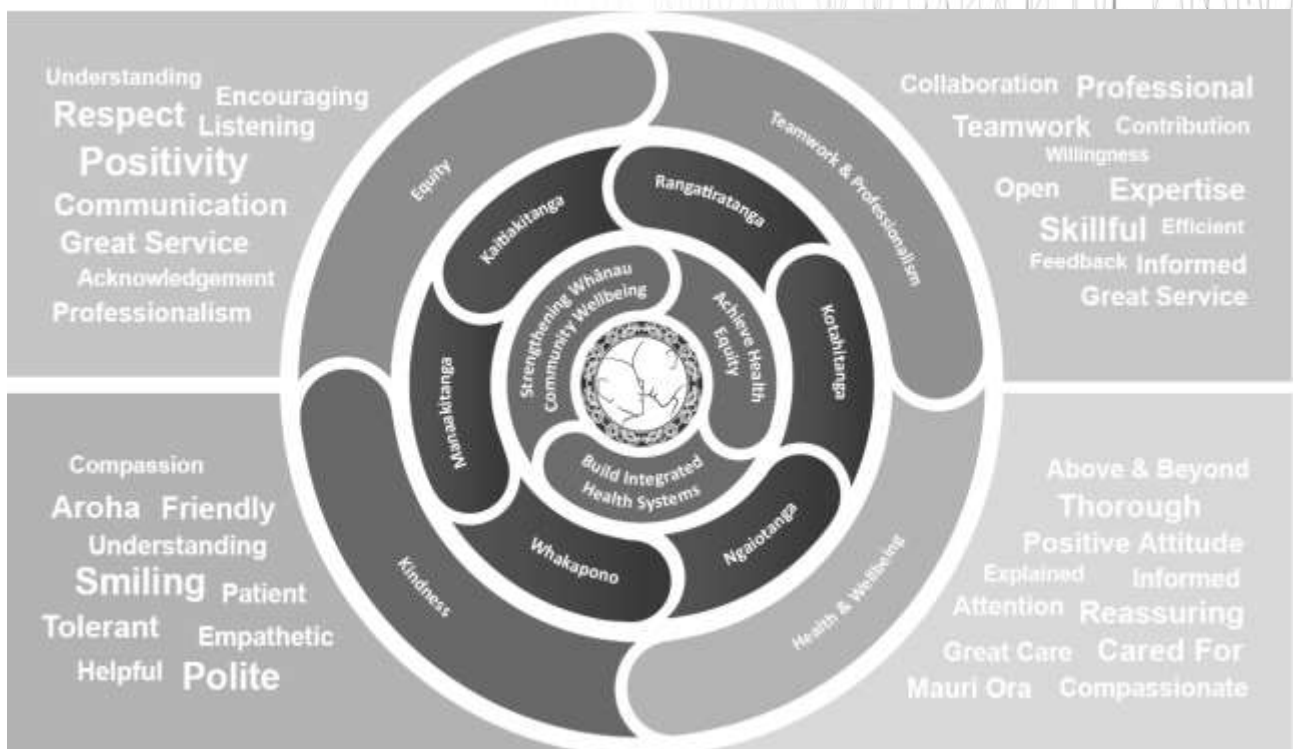 Understanding
Respect Encouraging
Listening
Positivity
Communication
Great Service
Acknowledgement
Professionalism
Collaboration Professional
Teamwork Contribution
Willingness
Open Expertise
Skillful Efficient
Feedback Informed
Great Service
Equity
Teamwork & Professionalism
Kaitiakitanga
Rangatiratanga
Manaakitanga
Kotahitanga
Whakapono
Ngaiotanga
Strengthening Whānau
Community Wellbeing
Achieve Health
Equity
Build Integrated
Health Systems
Kindness
Health & Wellbeing
Compassion
Aroha Friendly
Understanding
Smiling Patient
Tolerant Empathetic
Helpful Polite
Above & Beyond
Thorough
Positive Attitude
Explained Informed
Attention Reassuring
Great Care Cared For
Mauri Ora Compassionate